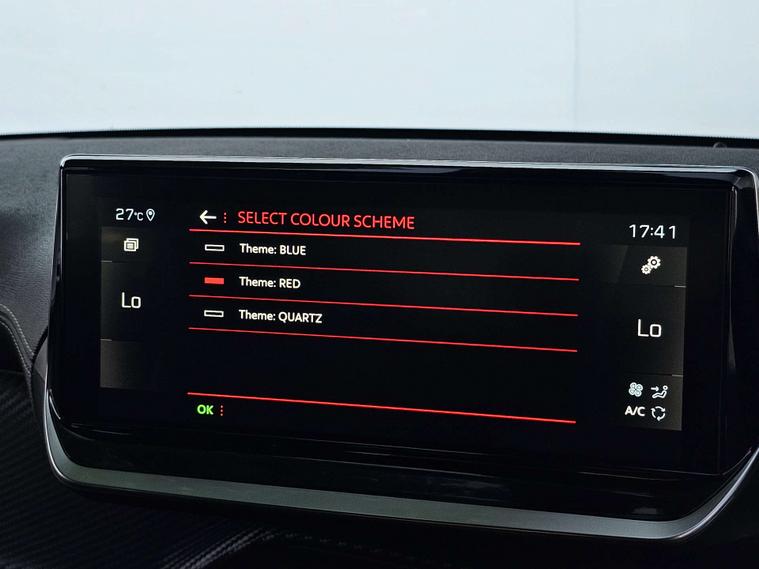 27°C
SELECT COLOUR SCHEME
17:41
Theme: BLUE
Theme: RED
Lo
Theme: QUARTZ
Lo
OK
A/C